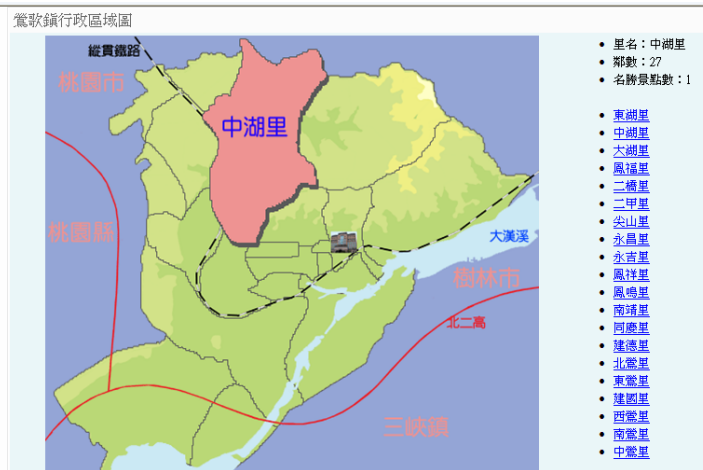 鶯歌鎮行政區域圖
縱貫鐵路
桃園市
中湖里
桃園縣
大漢溪
樹林市
北二高
三峽鎮
里名：中湖里
鄰數：27
名勝景點數：1
東湖里
中湖里
大湖里
鳳福里
二橋里
二甲里
尖山里
永昌里
永吉里
鳳祥里
鳳鳴里
南靖里
同慶里
建德里
北鶯里
東鶯里
建國里
西鶯里
南鶯里
中鶯里